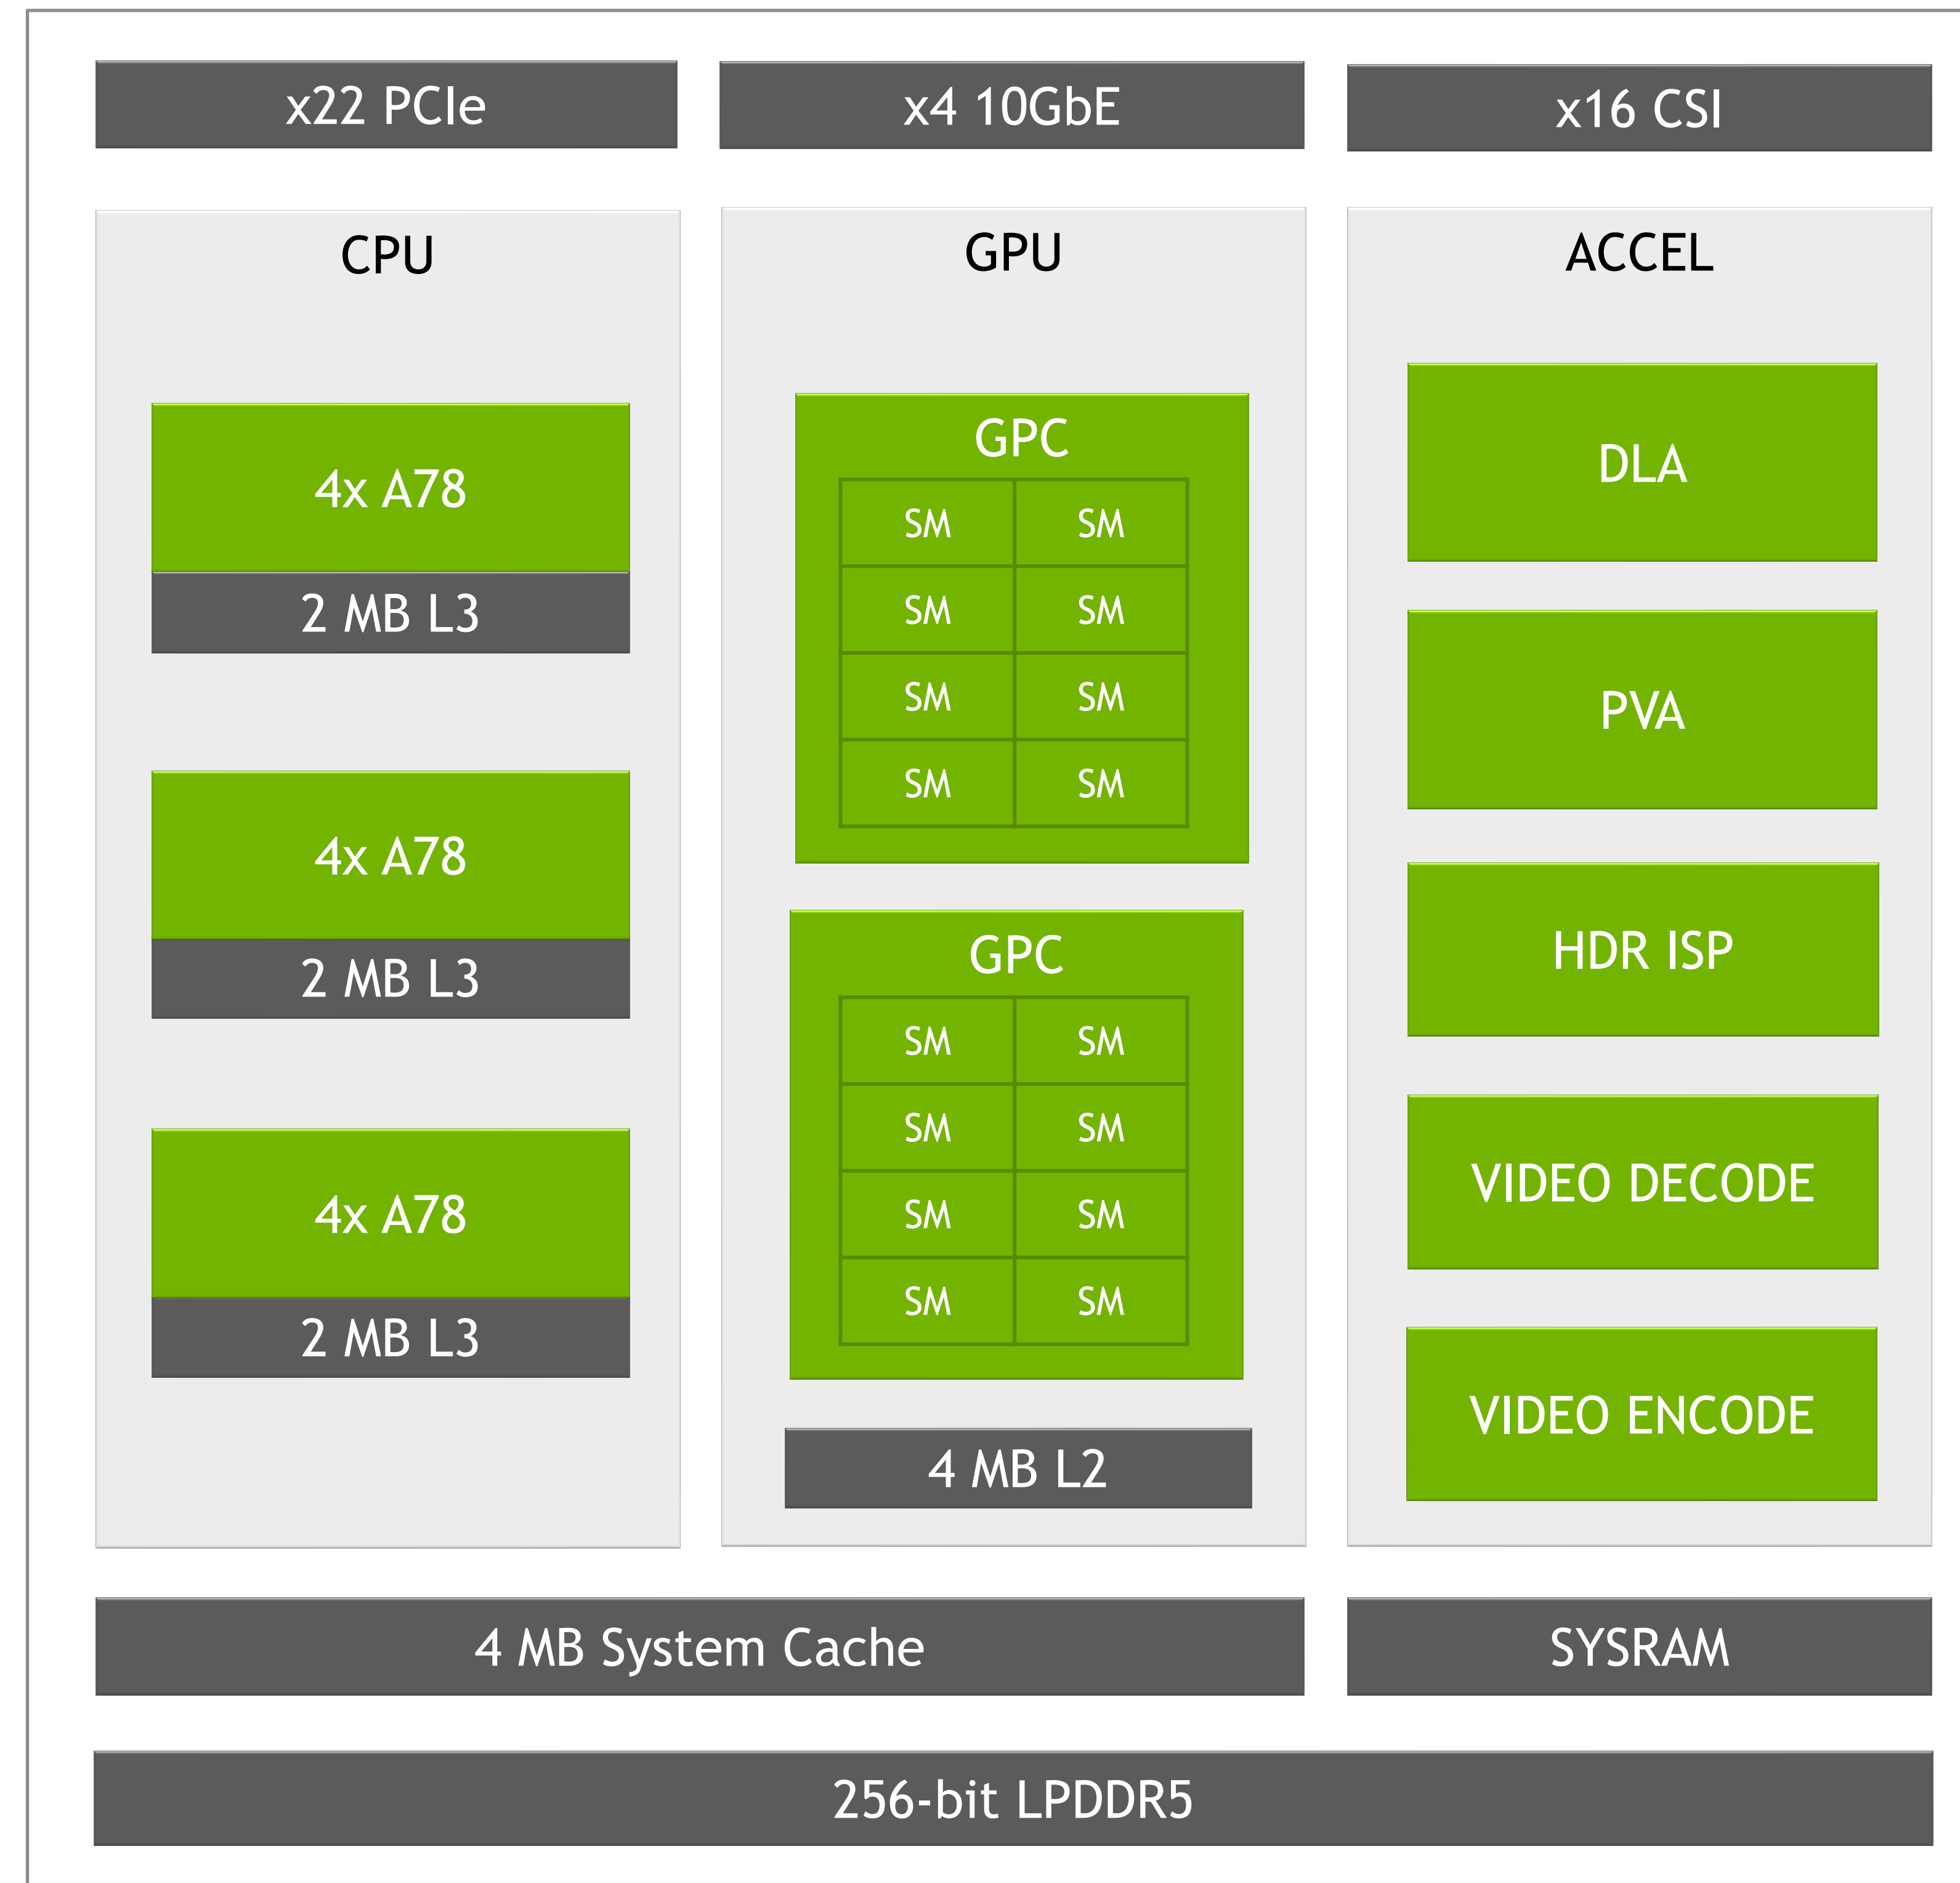 x22 PCIe
x4 10GbE
x16 CSI
CPU
4x A78
2 MB L3
4x A78
2 MB L3
4x A78
2 MB L3
GPU
GPC
SM SM
SM SM
SM SM
SM SM
GPC
SM SM
SM SM
SM SM
SM SM
4 MB L2
ACCEL
DLA
PVA
HDR ISP
VIDEO DECODE
VIDEO ENCODE
4 MB System Cache
SYSRAM
256-bit LPDDR5